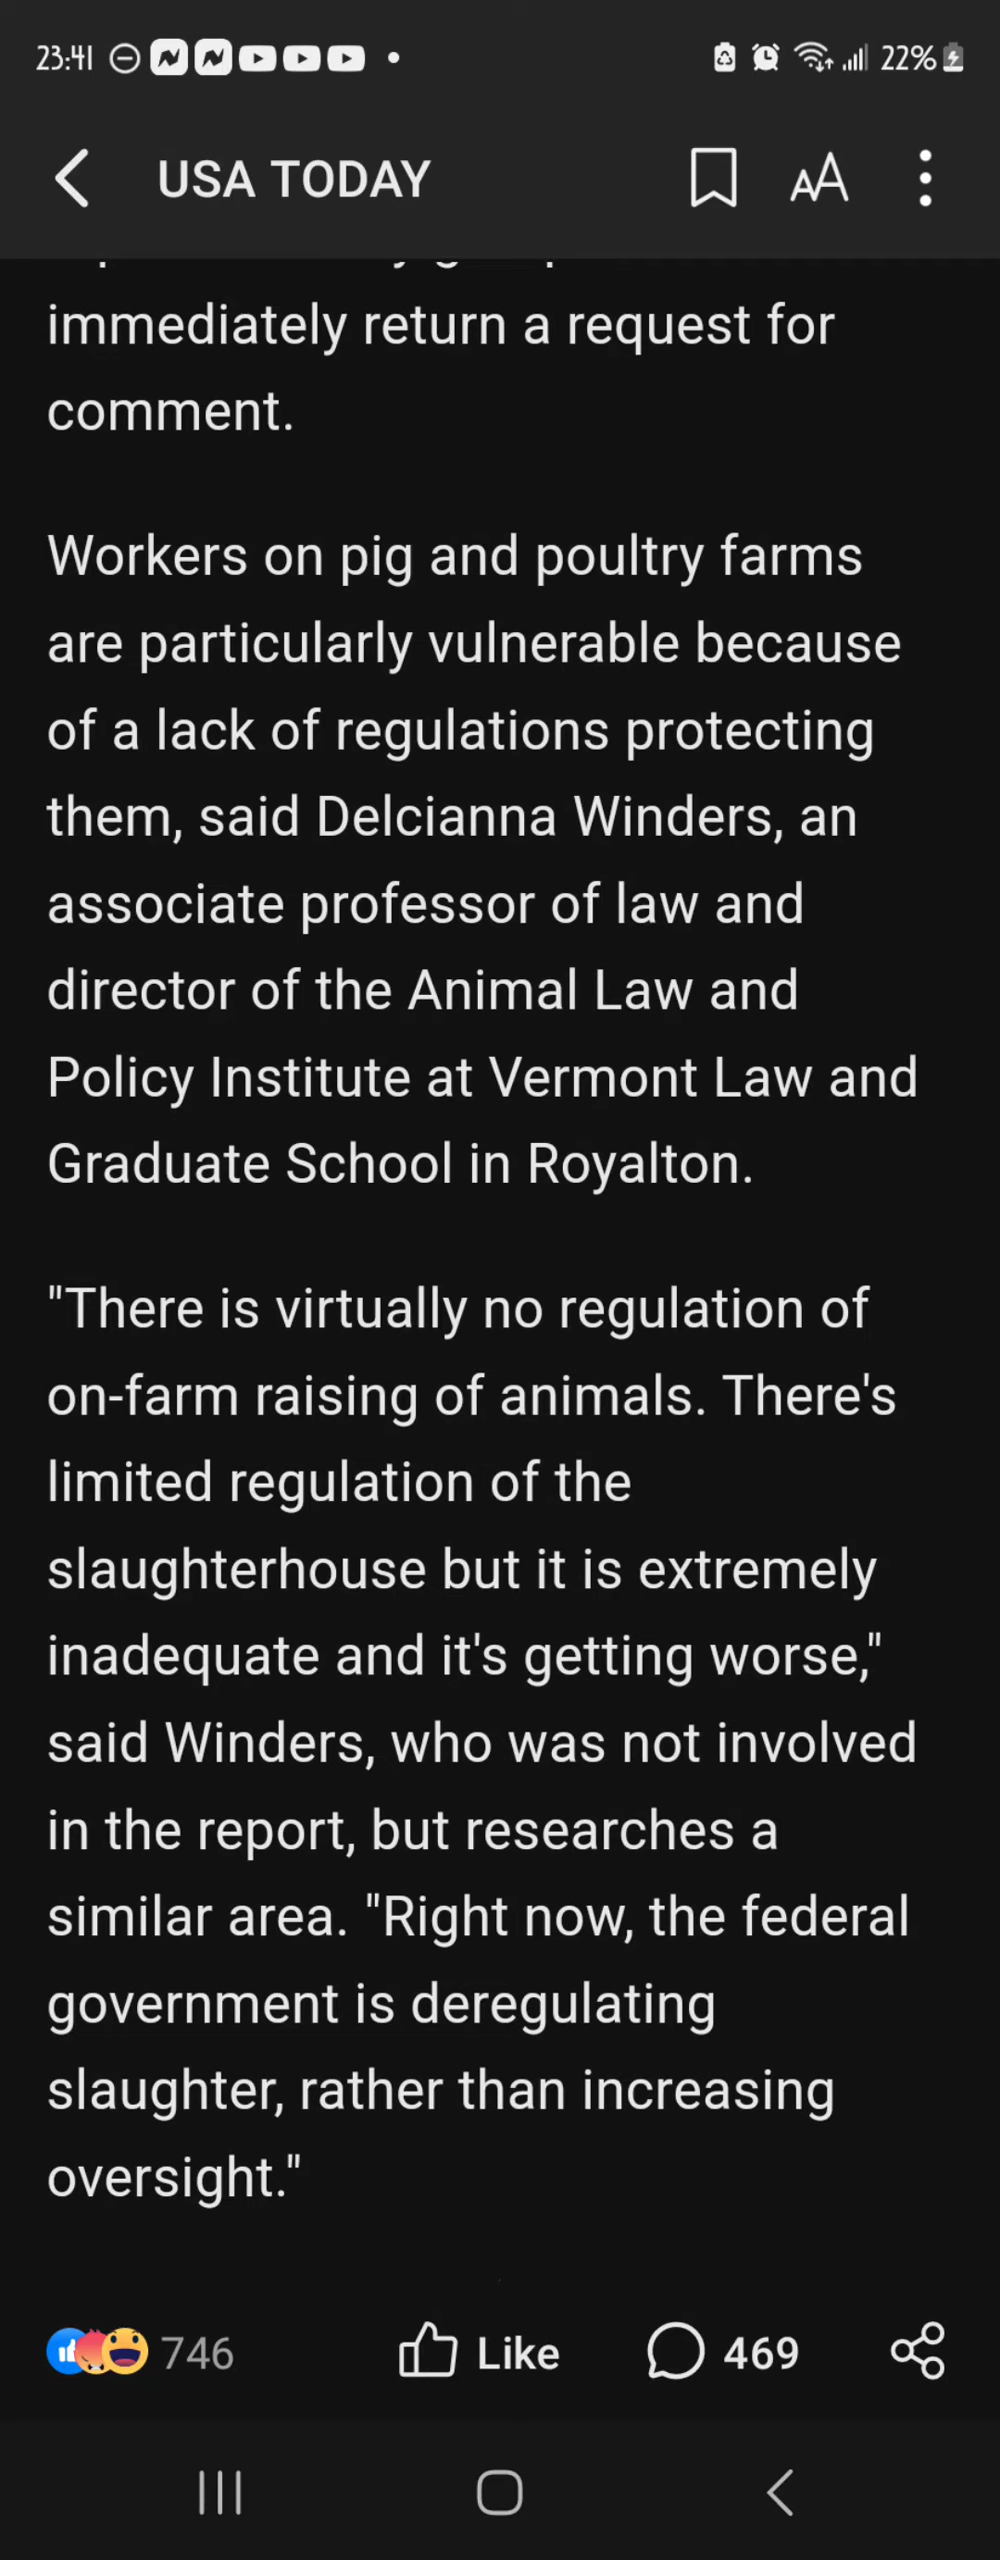 23:41
22%
USA TODAY
immediately return a request for
comment.
Workers on pig and poultry farms
are particularly vulnerable because
of a lack of regulations protecting
them, said Delcianna Winders, an
associate professor of law and
director of the Animal Law and
Policy Institute at Vermont Law and
Graduate School in Royalton.
"There is virtually no regulation of
on-farm raising of animals. There's
limited regulation of the
slaughterhouse but it is extremely
inadequate and it's getting worse,"
said Winders, who was not involved
in the report, but researches a
similar area. "Right now, the federal
government is deregulating
slaughter, rather than increasing
oversight."
746 Like 469